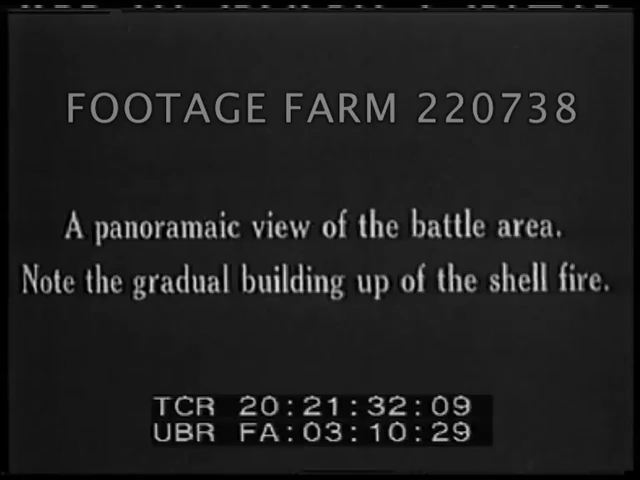 FOOTAGE FARM 220738
A panoramaic view of the battle area.
Note the gradual building up of the shell fire.
TCR 20:21:32:09
UBR FA:03:10:29